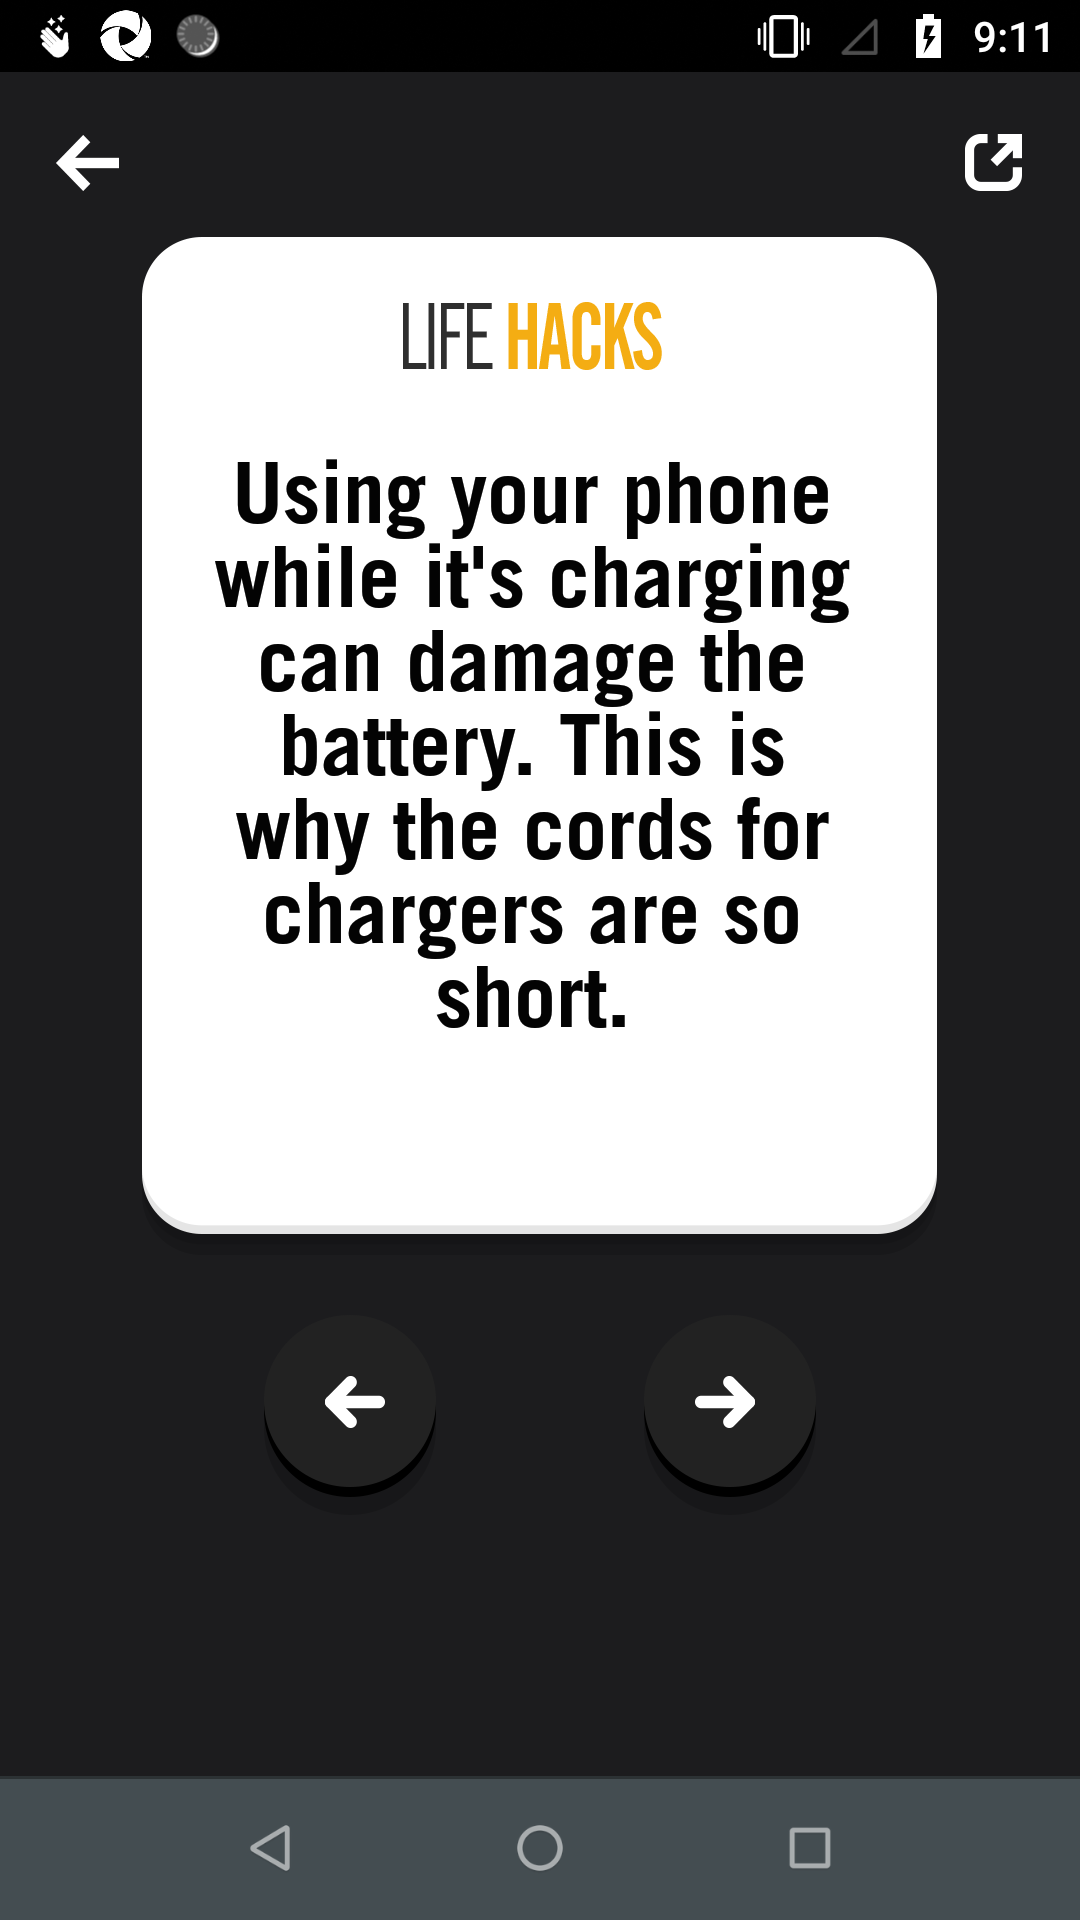 9:11
LIFE HACKS
Using your phone
while it's charging
can damage the
battery. This is
why the cords for
chargers are so
short.